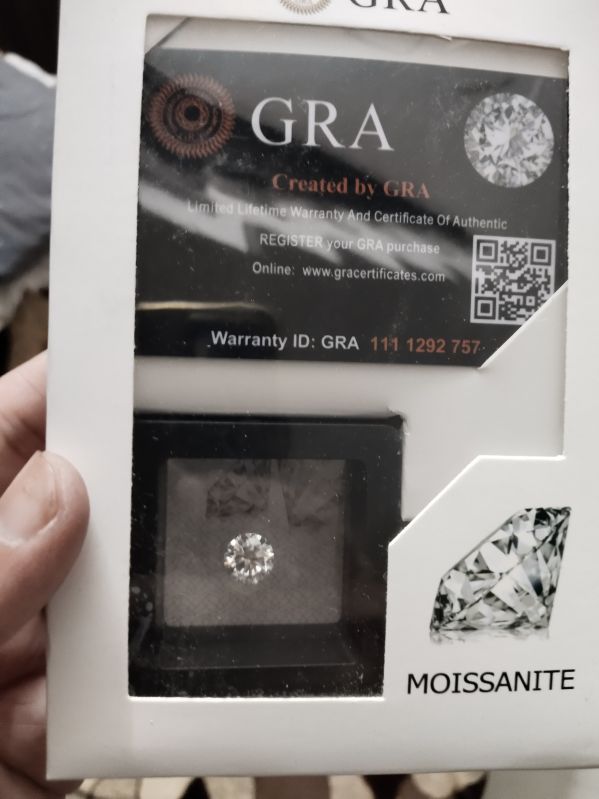 GRA
GRA
Created by GRA
Limited Lifetime Warranty And Certificate Of Authentic
REGISTER your GRA purchase
Online: www.gracertificates.com
Warranty ID: GRA 111 1292 757
MOISSANITE